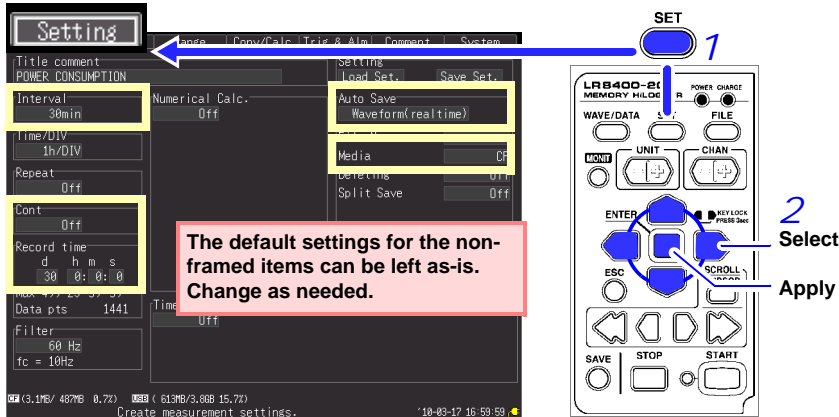 Setting
Range Copy/Calc Trig & Alm Comment System
Title comment
POWER CONSUMPTION
Setting
Load Set. Save Set.
Interval
30min
Numerical Calc.
Off
Auto Save
Waveform(realtime)
Time/DIV
1h/DIV
Media CF
Repeat
Off
Deleting Off
Split Save Off
Cont
Off
Record time
d h m s
30 0: 0: 0
The default settings for the non-
framed items can be left as-is.
Change as needed.
Data pts 1441
Off
Filter
60 Hz
fc = 10Hz
CF (3.1MB/ 487MB 0.7%) USB ( 613MB/3.8GB 15.7%)
Create measurement settings. '10-03-17 16:59:59
SET
1
LR8400-20
MEMORY HiLOGGER
POWER CHARGE
WAVE/DATA SET FILE
MONIT
UNIT CHAN
ENTER
KEY LOCK
PRESS 3sec
2
Select
Apply
ESC
SCROLL
CURSOR
SAVE STOP START